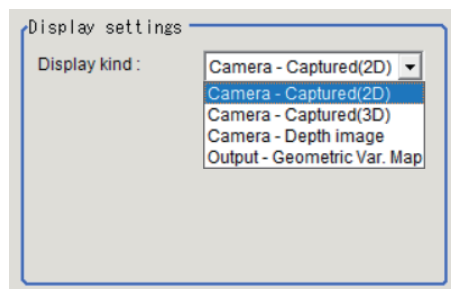 Display settings
Display kind : Camera - Captured(2D)
Camera - Captured(2D)
Camera - Captured(3D)
Camera - Depth image
Output - Geometric Var. Map